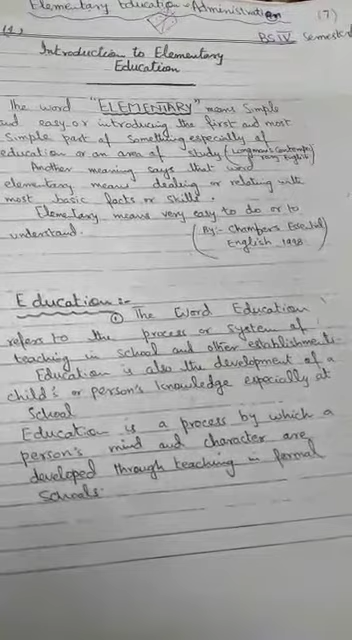 Elementary Education - Administration (7)
(1) BS IV Semester
Introduction to Elementary
Education
The word "ELEMENTARY" means Simple
and easy or introducing the first and most
Simple part of something especially of
education or an area of study (Longman's Contemporary English)
Another meaning says that word
elementary means dealing or relating with
most basic facts or skills.
Elementary means very easy to do or to
understand. (By:- Chambers Essential
English 1998)
Education:-
① The Word Education
refers to the process or system of
teaching in school and other establishments.
Education is also the development of a
child's or person's knowledge especially at
School
Education is a process by which a
person's mind and character are
developed through teaching in formal
Schools.